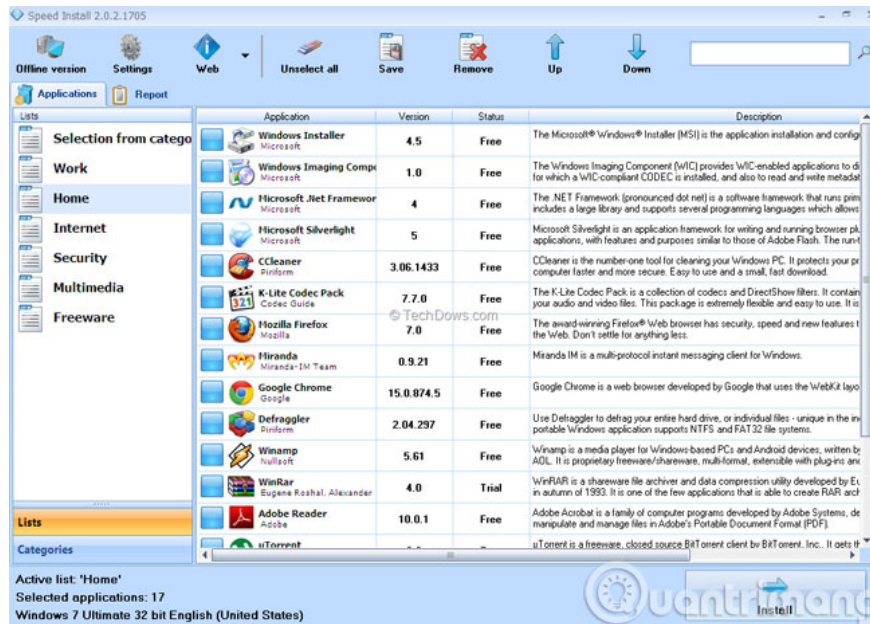 Speed Install 2.0.2.1705
Offline version Settings Web Unselect all Save Remove Up Down
Applications Report
Lists
Selection from catego
Work
Home
Internet
Security
Multimedia
Freeware
Lists
Categories
Application Version Status Description
Windows Installer 4.5 Free The Microsoft® Windows® Installer (MSI) is the application installation and config
Microsoft
Windows Imaging Compo 1.0 Free The Windows Imaging Component (WIC) provides WIC-enabled applications to di
Microsoft for which a WIC-compliant CODEC is installed, and also to read and write metadat
Microsoft .Net Framewor 4 Free The .NET Framework (pronounced dot net) is a software framework that runs prim
Microsoft includes a large library and supports several programming languages which allows
Microsoft Silverlight 5 Free Microsoft Silverlight is an application framework for writing and running browser plu
Microsoft applications, with features and purposes similar to those of Adobe Flash. The run-t
CCleaner 3.06.1433 Free CCleaner is the number-one tool for cleaning your Windows PC. It protects your pr
Piriform computer faster and more secure. Easy to use and a small, fast download.
K-Lite Codec Pack 7.7.0 Free The K-Lite Codec Pack is a collection of codecs and DirectShow filters. It contain
Codec Guide your audio and video files. This package is extremely flexible and easy to use. It is
© TechDows.com
Mozilla Firefox 7.0 Free The award-winning Firefox® Web browser has security, speed and new features t
Mozilla the Web. Don't settle for anything less.
Miranda 0.9.21 Free Miranda IM is a multi-protocol instant messaging client for Windows.
Miranda-IM Team
Google Chrome 15.0.874.5 Free Google Chrome is a web browser developed by Google that uses the WebKit layo
Google
Defraggler 2.04.297 Free Use Defraggler to defrag your entire hard drive, or individual files - unique in the in
Piriform portable Windows application supports NTFS and FAT32 file systems.
Winamp 5.61 Free Winamp is a media player for Windows-based PCs and Android devices, written by
Nullsoft AOL. It is proprietary freeware/shareware, multi-format, extensible with plug-ins and
WinRar 4.0 Trial WinRAR is a shareware file archiver and data compression utility developed by Eu
Eugene Roshal, Alexander in autumn of 1993. It is one of the few applications that is able to create RAR arch
Adobe Reader 10.0.1 Free Adobe Acrobat is a family of computer programs developed by Adobe Systems, de
Adobe manipulate and manage files in Adobe's Portable Document Format (PDF).
uTorrent uTorrent is a freeware, closed source BitTorrent client by BitTorrent, Inc.. It gets th
Active list: 'Home'
Selected applications: 17
Windows 7 Ultimate 32 bit English (United States)
Install
Quantrimang